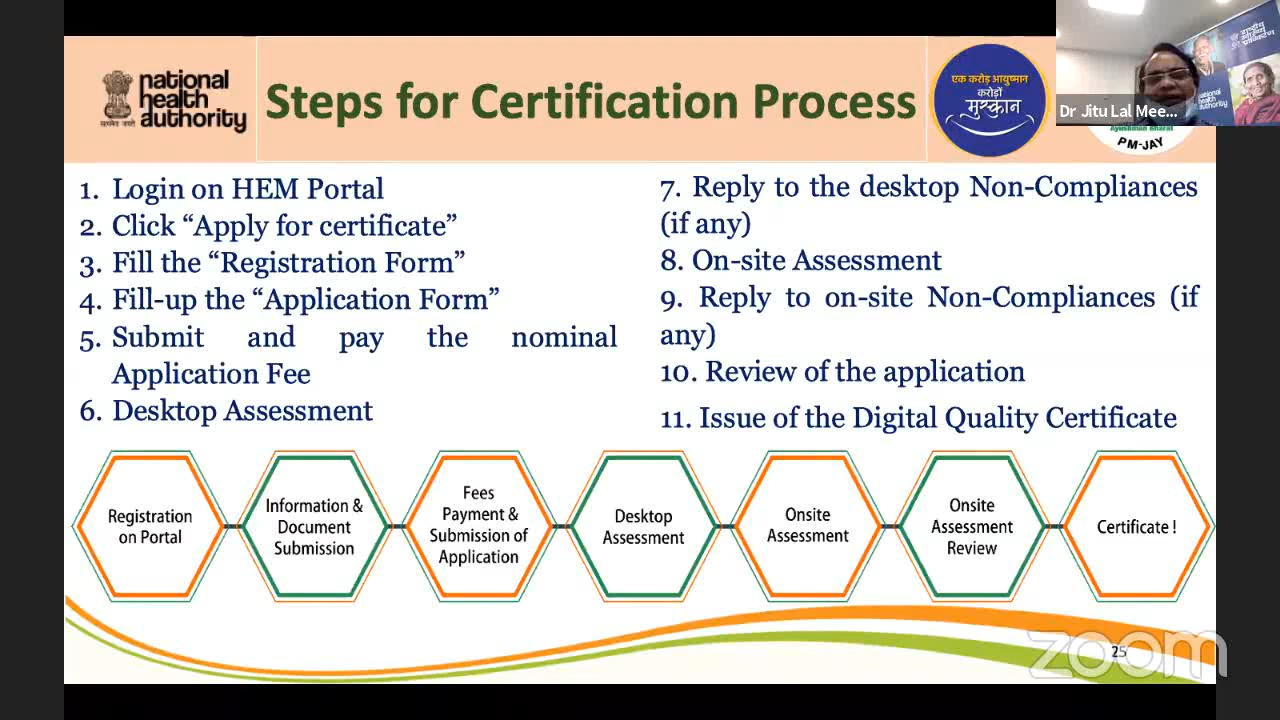 national
health
authority
Steps for Certification Process
एक करोड़ आयुष्मान
करोड़ों
मुस्कान
Dr Jitu Lal Mee...
national
health
authority
Ayushman Bharat
PM-JAY
1. Login on HEM Portal
2. Click “Apply for certificate”
3. Fill the “Registration Form”
4. Fill-up the “Application Form”
5. Submit and pay the nominal
Application Fee
6. Desktop Assessment
7. Reply to the desktop Non-Compliances
(if any)
8. On-site Assessment
9. Reply to on-site Non-Compliances (if
any)
10. Review of the application
11. Issue of the Digital Quality Certificate
Registration
on Portal
Information &
Document
Submission
Fees
Payment &
Submission of
Application
Desktop
Assessment
Onsite
Assessment
Onsite
Assessment
Review
Certificate !
25
zoom